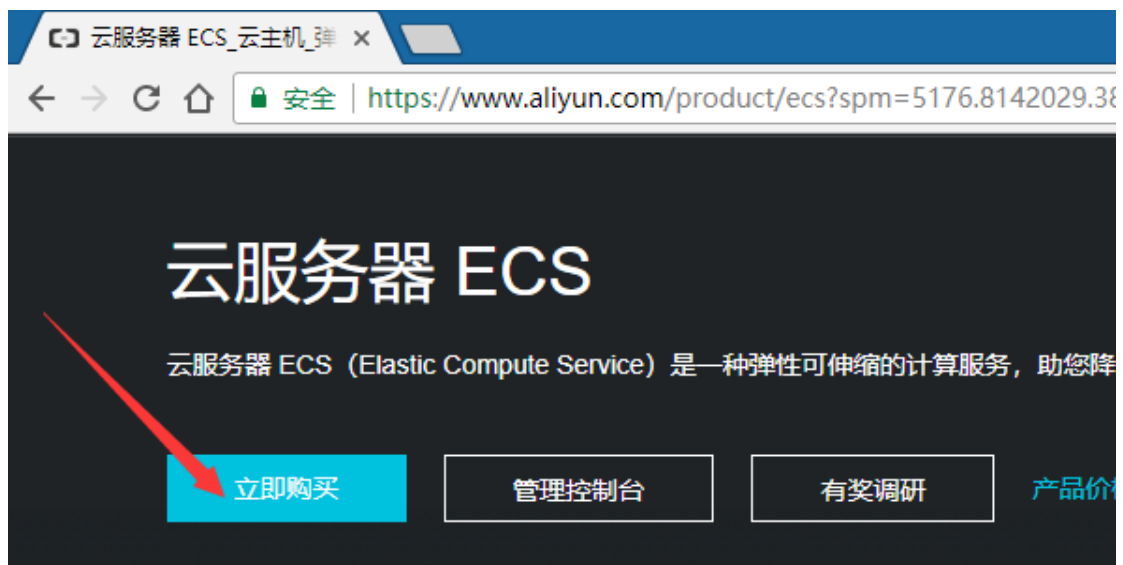 云服务器 ECS_云主机_弹
安全 | https://www.aliyun.com/product/ecs?spm=5176.8142029.38
云服务器 ECS
云服务器 ECS（Elastic Compute Service）是一种弹性可伸缩的计算服务，助您降
立即购买 管理控制台 有奖调研 产品价